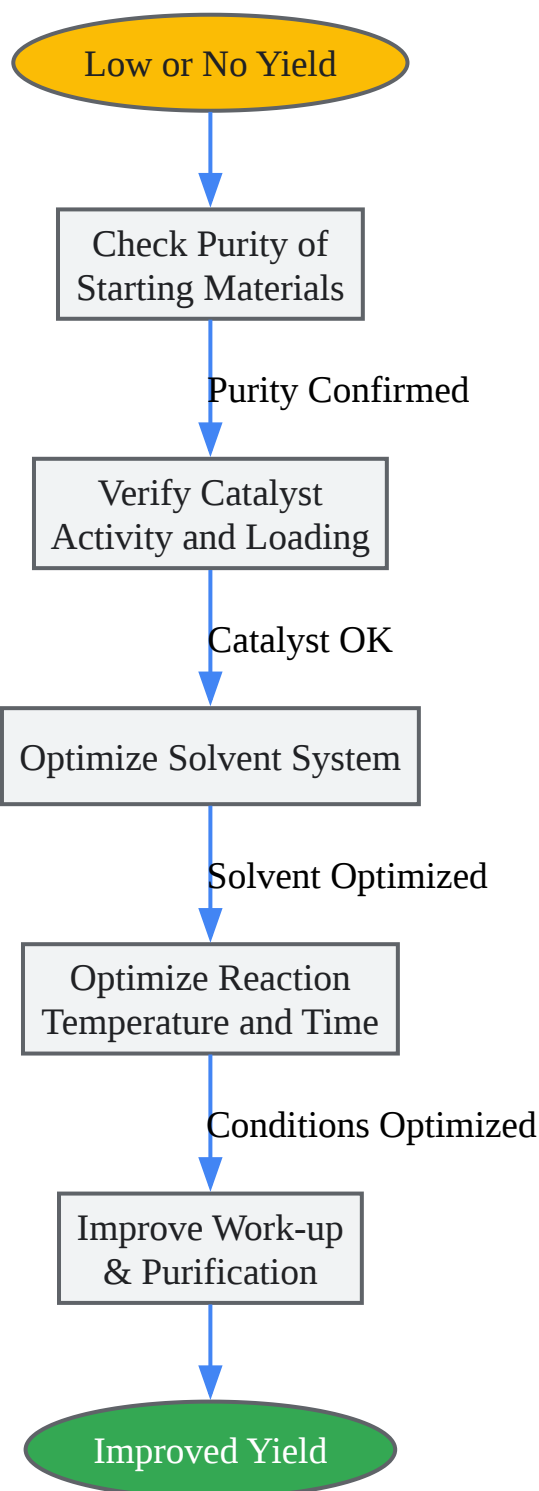 Low or No Yield
Check Purity of
Starting Materials
Purity Confirmed
Verify Catalyst
Activity and Loading
Catalyst OK
Optimize Solvent System
Solvent Optimized
Optimize Reaction
Temperature and Time
Conditions Optimized
Improve Work-up
& Purification
Improved Yield